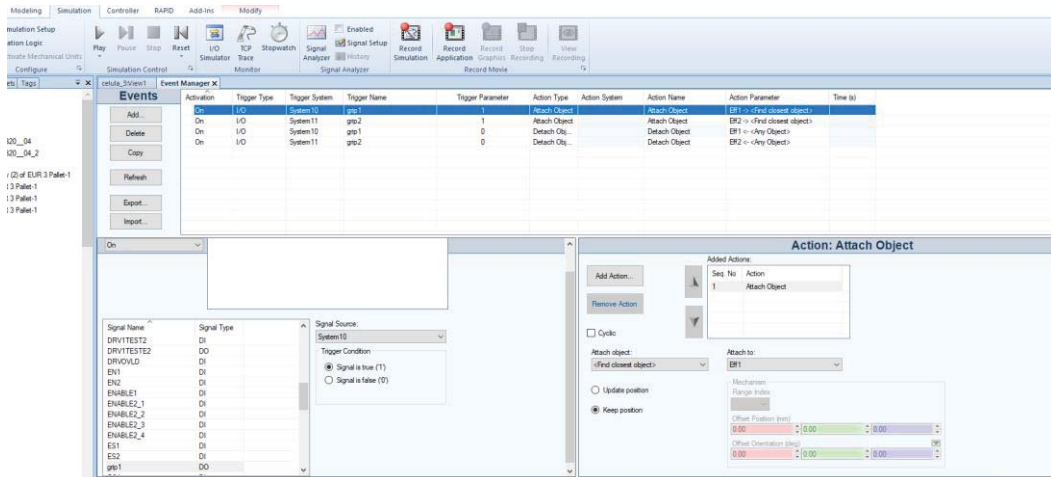 Modeling Simulation Controller RAPID Add-Ins Modify
mulation Setup
ation Logic
ctivate Mechanical Units
Configure
Play Pause Stop Reset
Simulation Control
I/O Simulator TCP Trace Stopwatch
Monitor
Signal Analyzer Enabled Signal Setup History
Signal Analyzer
Record Simulation Record Application Record Graphics Stop Recording View Recording
Record Movie
ets Tags celula_3:View1 Event Manager X
Events
Add...
Delete
Copy
Refresh
Export...
Import...
Activation Trigger Type Trigger System Trigger Name Trigger Parameter Action Type Action System Action Name Action Parameter Time (s)
On I/O System10 grip1 1 Attach Object Attach Object Eff1 -> <Find closest object>
On I/O System11 grip2 1 Attach Object Attach Object Eff2 -> <Find closest object>
On I/O System10 grip1 0 Detach Obj... Detach Object Eff1 <- <Any Object>
On I/O System11 grip2 0 Detach Obj... Detach Object Eff2 <- <Any Object>
320__04
320__04_2
y (2) of EUR 3 Pallet-1
3 Pallet-1
3 Pallet-1
3 Pallet-1
On
Signal Name Signal Type
DRV1TEST2 DI
DRV1TESTE2 DO
DRVOVLD DI
EN1 DI
EN2 DI
ENABLE1 DI
ENABLE2_1 DI
ENABLE2_2 DI
ENABLE2_3 DI
ENABLE2_4 DI
ES1 DI
ES2 DI
grip1 DO
Signal Source:
System10
Trigger Condition
Signal is true ('1')
Signal is false ('0')
Action: Attach Object
Add Action...
Remove Action
Cyclic
Added Actions:
Seq. No Action
1 Attach Object
Attach object: Attach to:
<Find closest object> Eff1
Update position
Keep position
Mechanism
Range Index
Offset Position (mm)
0.00 0.00 0.00
Offset Orientation (deg)
0.00 0.00 0.00